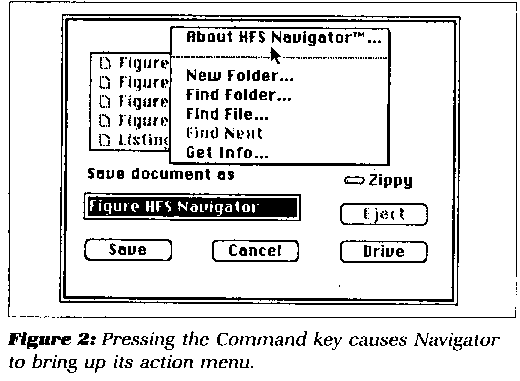 About HFS Navigator™...
New Folder...
Find Folder...
Find File...
Find Next
Get Info...
Figure
Figure
Figure
Figure
Listing
Save document as
Zippy
Figure HFS Navigator
Eject
Save
Cancel
Drive
Figure 2: Pressing the Command key causes Navigator
to bring up its action menu.